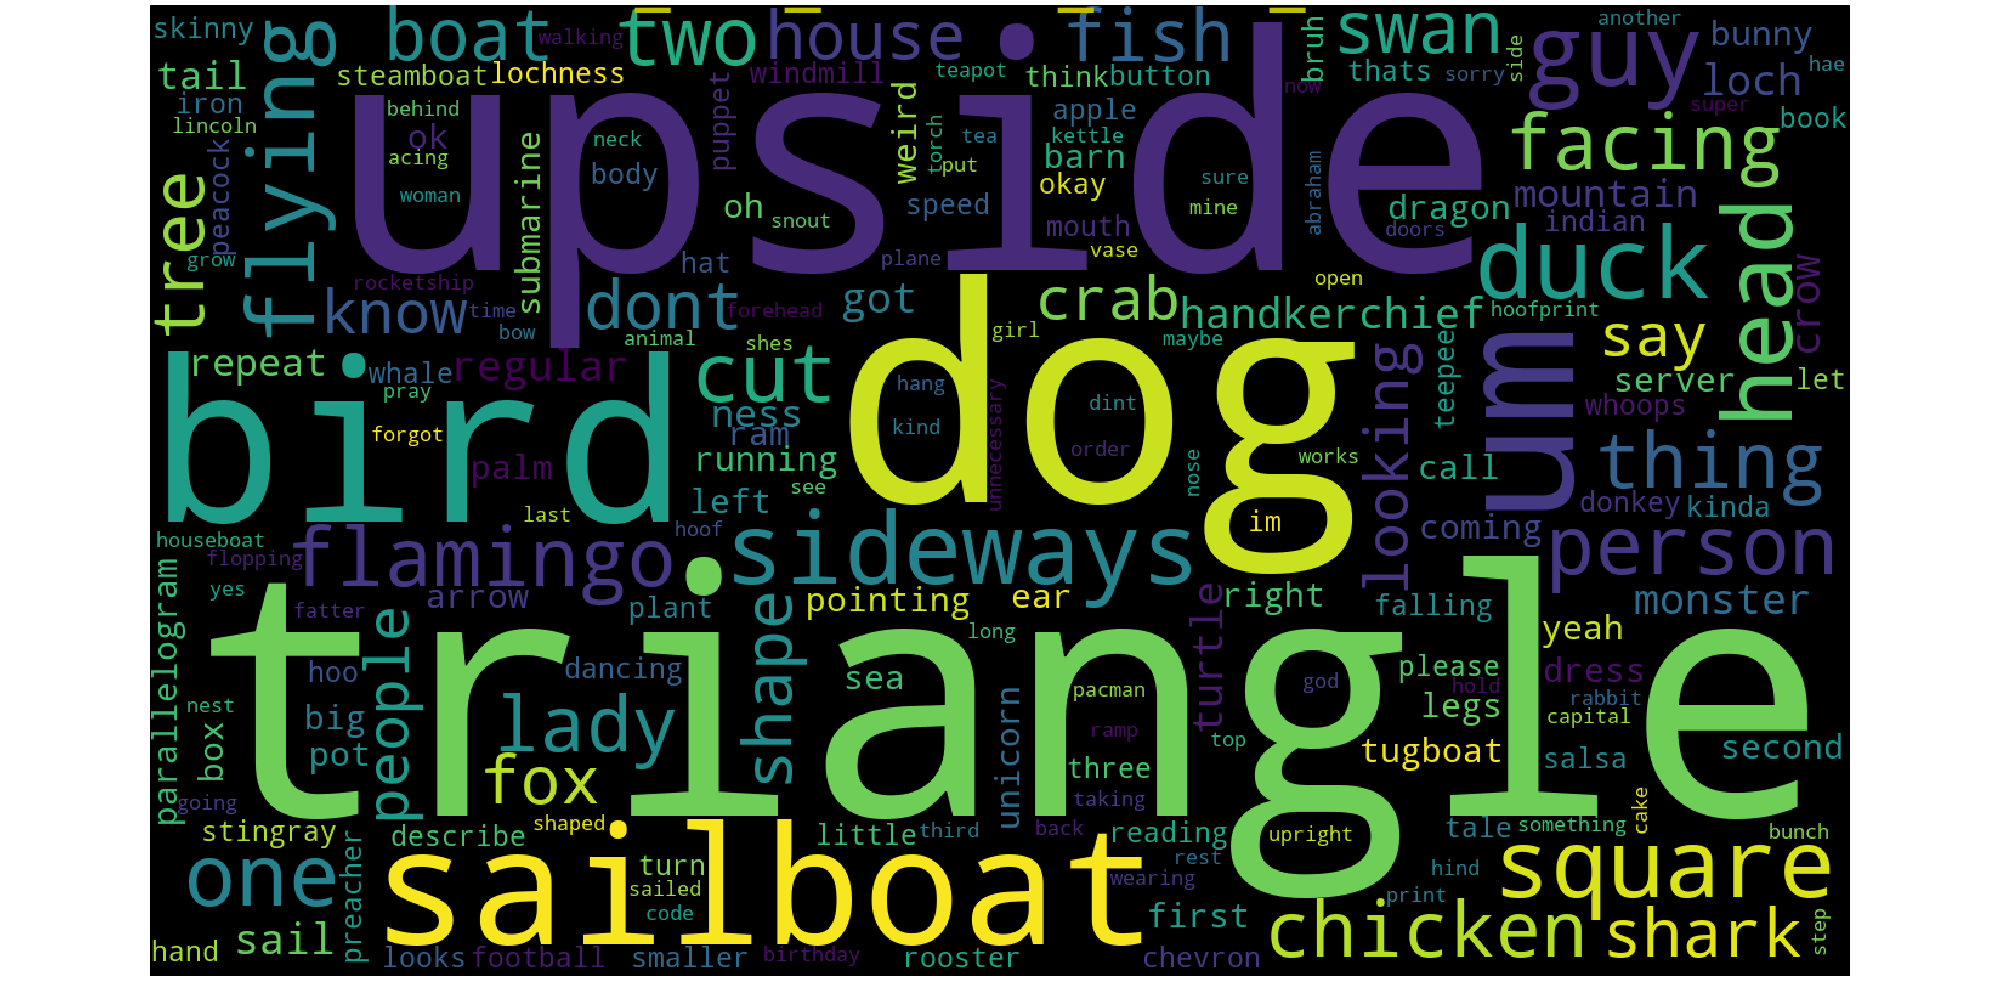 skinny
flying
boat
walking
two
house
fish
swan
another
guy
bunny
tail
steamboat
lochness
windmill
teapot
think
button
side
bruh
thats
sorry
loch
hae
iron
behind
puppet
weird
now
super
lincoln
ok
neck
tea
apple
kettle
book
peacock
acing
submarine
body
torch
put
barn
facing
tree
woman
upside
oh
snout
speed
okay
mouth
sure
mine
abraham
dragon
doors
mountain
indian
head
grow
rocketship
hat
plane
vase
open
duck
crow
know
time
bow
dont
forehead
got
crab
handkerchief
hoofprint
animal
shes
girl
maybe
um
say
repeat
whale
regular
cut
dog
looking
teepee
server
let
pray
bird
ness
hang
kind
dint
whoops
forgot
ram
unnecessary
order
palm
running
nose
works
call
thing
see
left
last
hoof
im
coming
donkey
kinda
houseboat
flopping
flamingo
sideways
person
yes
arrow
plant
pointing
ear
right
falling
monster
parallelogram
fatter
people
shape
long
turtle
yeah
hoo
dancing
sea
pacman
god
please
hold
dress
nest
big
lady
triangle
unicorn
legs
rabbit
capital
box
pot
ramp
top
tugboat
salsa
second
going
fox
three
taking
stingray
describe
shaped
little
third
back
reading
upright
tale
something
cake
bunch
one
preacher
turn
sailboat
rest
wearing
hind
square
sailed
code
print
hand
sail
first
chicken
shark
step
looks
football
smaller
birthday
rooster
chevron